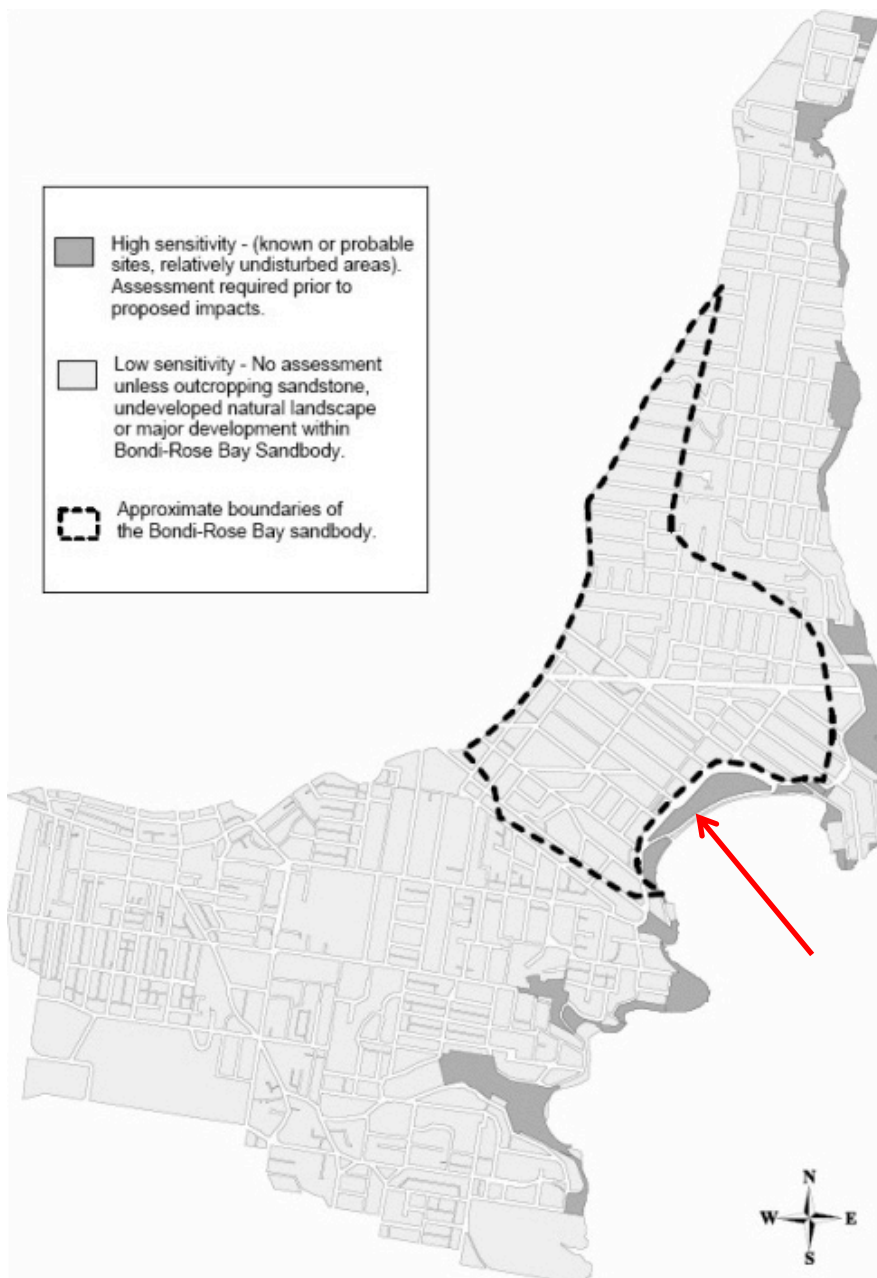 High sensitivity - (known or probable
sites, relatively undisturbed areas).
Assessment required prior to
proposed impacts.
Low sensitivity - No assessment
unless outcropping sandstone,
undeveloped natural landscape
or major development within
Bondi-Rose Bay Sandbody.
Approximate boundaries of
the Bondi-Rose Bay sandbody.
N
W E
S